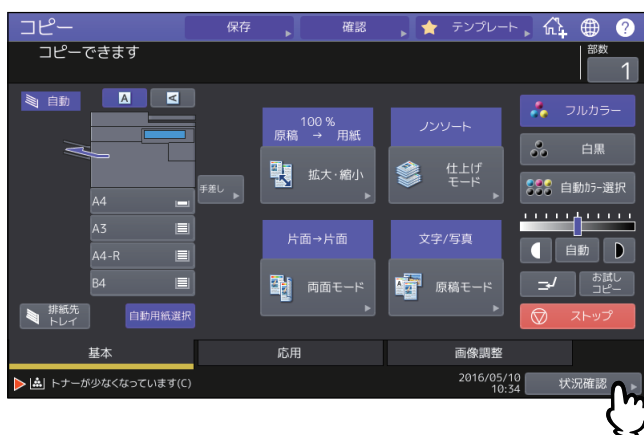 コピー
保存
確認
テンプレート
?
コピーできます
部数
1
自動
A
A
A4
A3
A4-R
B4
手差し
排紙先
トレイ
自動用紙選択
100 %
原稿 → 用紙
拡大・縮小
ノンソート
仕上げ
モード
片面→片面
両面モード
文字/写真
原稿モード
フルカラー
白黒
自動ｶﾗｰ選択
自動
お試し
コピー
ストップ
基本
応用
画像調整
トナーが少なくなっています(C)
2016/05/10
10:34
状況確認